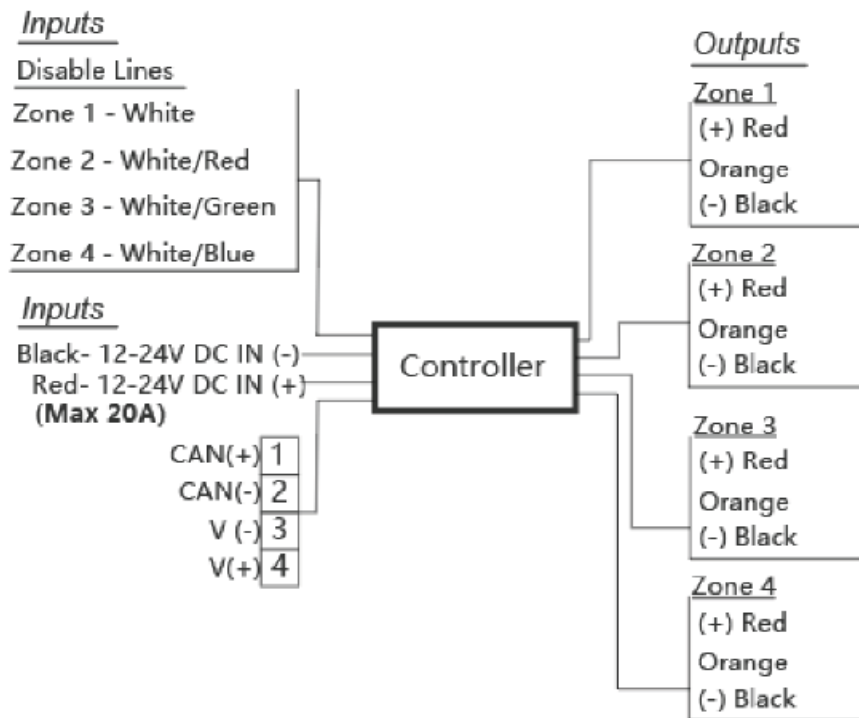 Inputs
Disable Lines
Zone 1 - White
Zone 2 - White/Red
Zone 3 - White/Green
Zone 4 - White/Blue
Inputs
Black- 12-24V DC IN (-)
Red- 12-24V DC IN (+)
(Max 20A)
CAN(+) 1
CAN(-) 2
V (-) 3
V(+) 4
Controller
Outputs
Zone 1
(+) Red
Orange
(-) Black
Zone 2
(+) Red
Orange
(-) Black
Zone 3
(+) Red
Orange
(-) Black
Zone 4
(+) Red
Orange
(-) Black